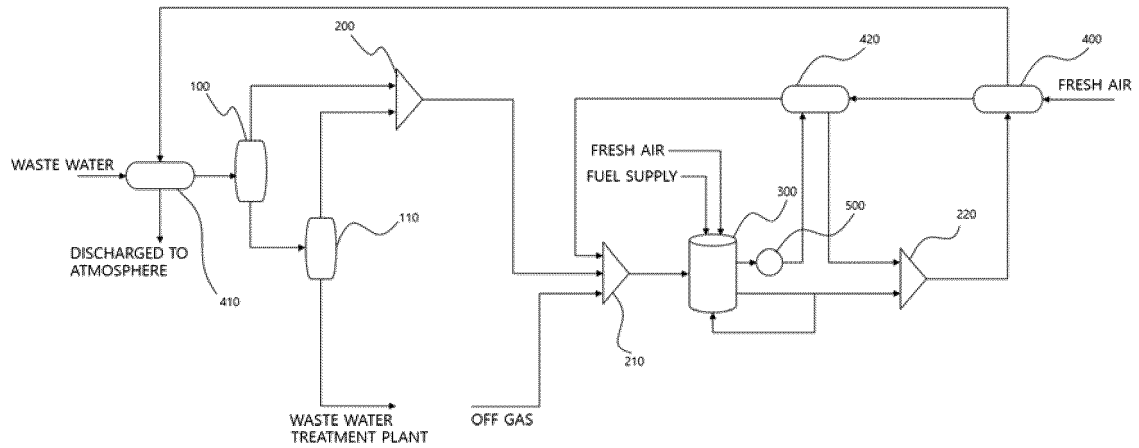 200
420
400
100
FRESH AIR
WASTE WATER
FRESH AIR
FUEL SUPPLY
300
500
110
220
DISCHARGED TO
ATMOSPHERE
410
210
WASTE WATER
TREATMENT PLANT
OFF GAS